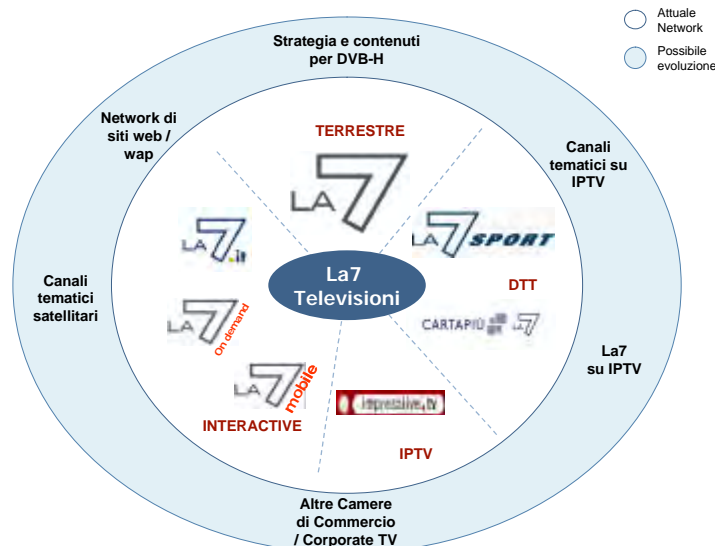 Attuale
Network
Possibile
evoluzione
Strategia e contenuti
per DVB-H
Network di
siti web /
wap
TERRESTRE
LA7
Canali
tematici su
IPTV
LA7.it
LA7 SPORT
La7
Televisioni
DTT
Canali
tematici
satellitari
LA7 On demand
CARTAPIÙ LA7
La7
su IPTV
LA7 mobile
INTERACTIVE
impressive.tv
IPTV
Altre Camere
di Commercio
/ Corporate TV